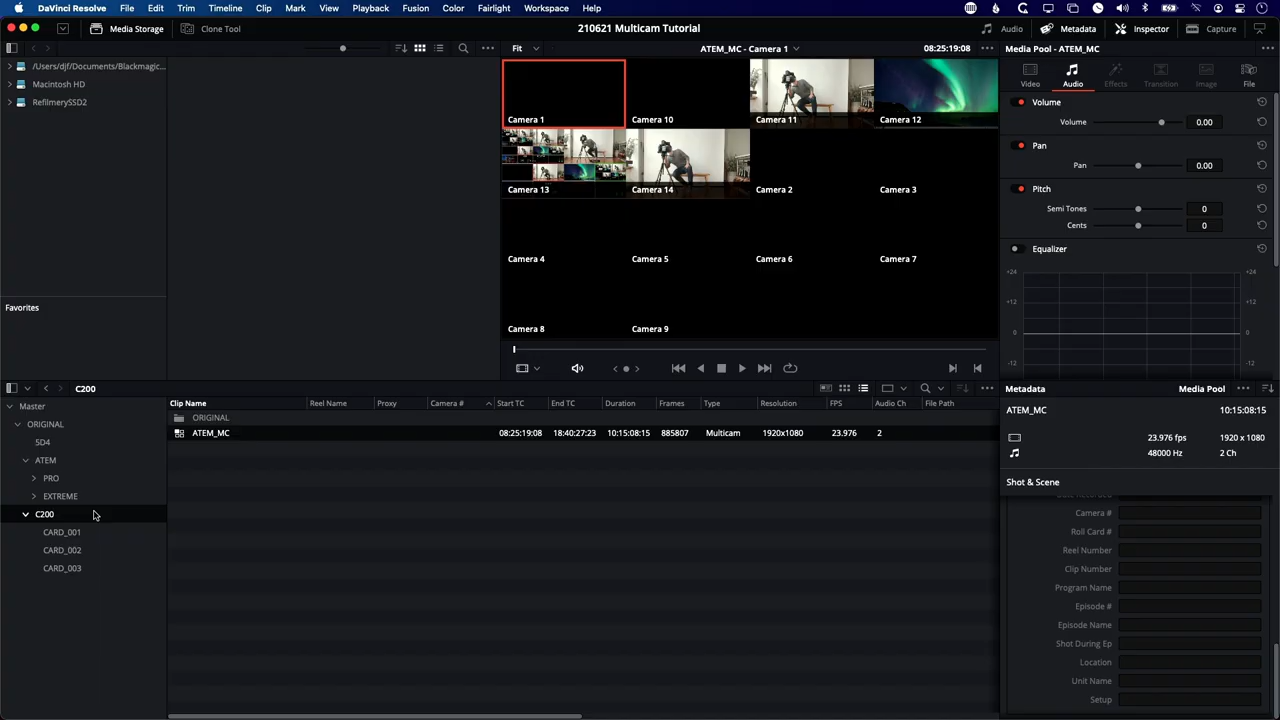 DaVinci Resolve File Edit Trim Timeline Clip Mark View Playback Fusion Color Fairlight Workspace Help
Media Storage Clone Tool 210621 Multicam Tutorial Audio Metadata Inspector Capture
Fit ATEM_MC - Camera 1 08:25:19:08 Media Pool - ATEM_MC
/Users/djf/Documents/Blackmagic...
Macintosh HD
RefilmerySSD2
Favorites
Camera 1 Camera 10 Camera 11 Camera 12
Camera 13 Camera 14 Camera 2 Camera 3
Camera 4 Camera 5 Camera 6 Camera 7
Camera 8 Camera 9
Video Audio Effects Transition Image File
Volume
Volume 0.00
Pan
Pan 0.00
Pitch
Semi Tones 0
Cents 0
Equalizer
+24 +24
+12 +12
0 0
-12 -12
C200
Master
ORIGINAL
5D4
ATEM
PRO
EXTREME
C200
CARD_001
CARD_002
CARD_003
Clip Name Reel Name Proxy Camera # Start TC End TC Duration Frames Type Resolution FPS Audio Ch File Path
ORIGINAL
ATEM_MC 08:25:19:08 18:40:27:23 10:15:08:15 885807 Multicam 1920x1080 23.976 2
Metadata Media Pool
ATEM_MC 10:15:08:15
23.976 fps 1920 x 1080
48000 Hz 2 Ch
Shot & Scene
Camera #
Roll Card #
Reel Number
Clip Number
Program Name
Episode #
Episode Name
Shot During Ep
Location
Unit Name
Setup